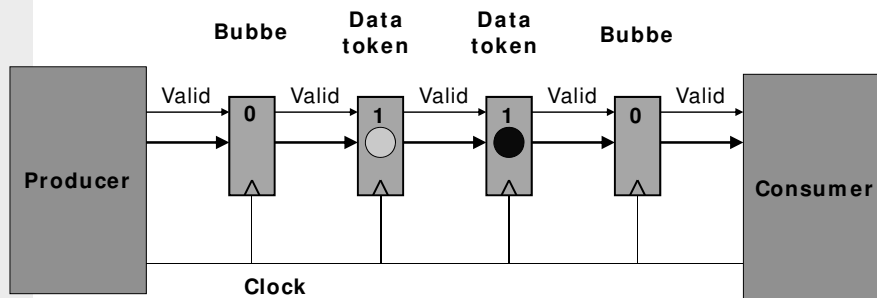 Bubbe
Data
token
Data
token
Bubbe
Valid
Valid
Valid
Valid
Valid
0
1
1
0
Producer
Consumer
Clock